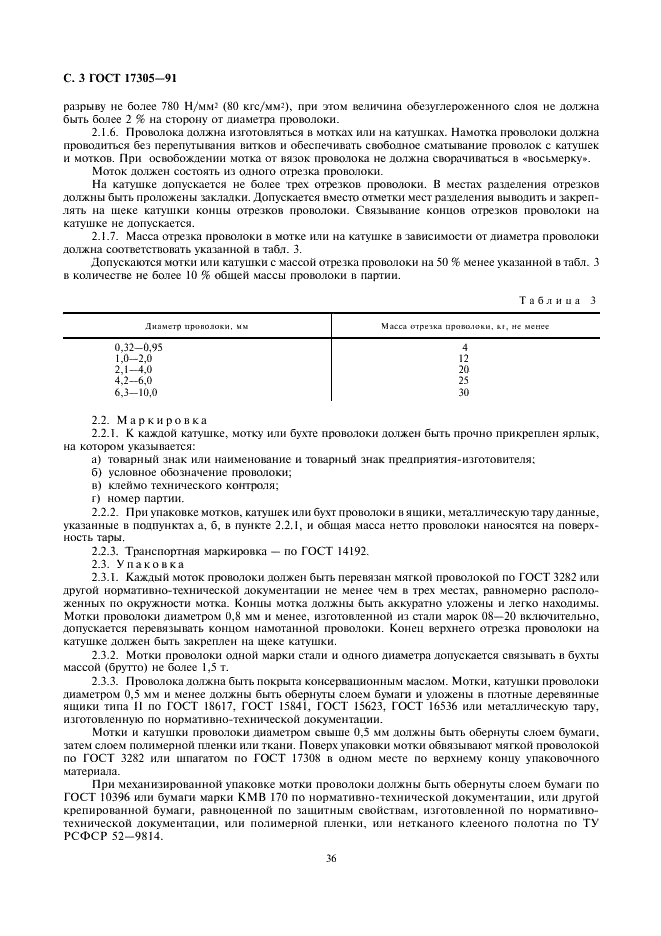 С. 3 ГОСТ 17305—91
разрыву не более 780 Н/мм² (80 кгс/мм²), при этом величина обезуглероженного слоя не должна
быть более 2 % на сторону от диаметра проволоки.
2.1.6. Проволока должна изготовляться в мотках или на катушках. Намотка проволоки должна
проводиться без перепутывания витков и обеспечивать свободное сматывание проволок с катушек
и мотков. При освобождении мотка от вязок проволока не должна сворачиваться в «восьмерку».
Моток должен состоять из одного отрезка проволоки.
На катушке допускается не более трех отрезков проволоки. В местах разделения отрезков
должны быть проложены закладки. Допускается вместо отметки мест разделения выводить и закреп-
лять на щеке катушки концы отрезков проволоки. Связывание концов отрезков проволоки на
катушке не допускается.
2.1.7. Масса отрезка проволоки в мотке или на катушке в зависимости от диаметра проволоки
должна соответствовать указанной в табл. 3.
Допускаются мотки или катушки с массой отрезка проволоки на 50 % менее указанной в табл. 3
в количестве не более 10 % общей массы проволоки в партии.
Таблица 3
Диаметр проволоки, мм Масса отрезка проволоки, кг, не менее
0,32—0,95 4
1,0—2,0 12
2,1—4,0 20
4,2—6,0 25
6,3—10,0 30
2.2. Маркировка
2.2.1. К каждой катушке, мотку или бухте проволоки должен быть прочно прикреплен ярлык,
на котором указывается:
а) товарный знак или наименование и товарный знак предприятия-изготовителя;
б) условное обозначение проволоки;
в) клеймо технического контроля;
г) номер партии.
2.2.2. При упаковке мотков, катушек или бухт проволоки в ящики, металлическую тару данные,
указанные в подпунктах а, б, в пункте 2.2.1, и общая масса нетто проволоки наносятся на поверх-
ность тары.
2.2.3. Транспортная маркировка — по ГОСТ 14192.
2.3. Упаковка
2.3.1. Каждый моток проволоки должен быть перевязан мягкой проволокой по ГОСТ 3282 или
другой нормативно-технической документации не менее чем в трех местах, равномерно располо-
женных по окружности мотка. Концы мотка должны быть аккуратно уложены и легко находимы.
Мотки проволоки диаметром 0,8 мм и менее, изготовленной из стали марок 08—20 включительно,
допускается перевязывать концом намотанной проволоки. Конец верхнего отрезка проволоки на
катушке должен быть закреплен на щеке катушки.
2.3.2. Мотки проволоки одной марки стали и одного диаметра допускается связывать в бухты
массой (брутто) не более 1,5 т.
2.3.3. Проволока должна быть покрыта консервационным маслом. Мотки, катушки проволоки
диаметром 0,5 мм и менее должны быть обернуты слоем бумаги и уложены в плотные деревянные
ящики типа II по ГОСТ 18617, ГОСТ 15841, ГОСТ 15623, ГОСТ 16536 или металлическую тару,
изготовленную по нормативно-технической документации.
Мотки и катушки проволоки диаметром свыше 0,5 мм должны быть обернуты слоем бумаги,
затем слоем полимерной пленки или ткани. Поверх упаковки мотки обвязывают мягкой проволокой
по ГОСТ 3282 или шпагатом по ГОСТ 17308 в одном месте по верхнему концу упаковочного
материала.
При механизированной упаковке мотки проволоки должны быть обернуты слоем бумаги по
ГОСТ 10396 или бумаги марки КМВ 170 по нормативно-технической документации, или другой
крепированной бумаги, равноценной по защитным свойствам, изготовленной по нормативно-
технической документации, или полимерной пленки, или нетканого клееного полотна по ТУ
РСФСР 52—9814.
36